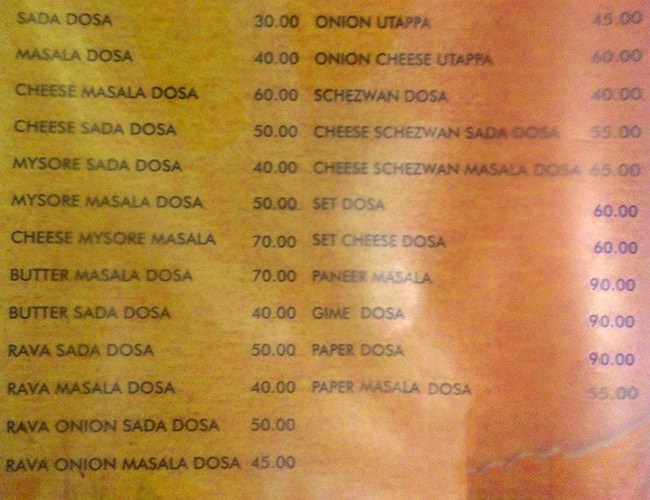 SADA DOSA 30.00
MASALA DOSA 40.00
CHEESE MASALA DOSA 60.00
CHEESE SADA DOSA 50.00
MYSORE SADA DOSA 40.00
MYSORE MASALA DOSA 50.00
CHEESE MYSORE MASALA 70.00
BUTTER MASALA DOSA 70.00
BUTTER SADA DOSA 40.00
RAVA SADA DOSA 50.00
RAVA MASALA DOSA 40.00
RAVA ONION SADA DOSA 50.00
RAVA ONION MASALA DOSA 45.00
ONION UTAPPA 45.00
ONION CHEESE UTAPPA 60.00
SCHEZWAN DOSA 40.00
CHEESE SCHEZWAN SADA DOSA 55.00
CHEESE SCHEZWAN MASALA DOSA 65.00
SET DOSA 60.00
SET CHEESE DOSA 60.00
PANEER MASALA 90.00
GIME DOSA 90.00
PAPER DOSA 90.00
PAPER MASALA DOSA 55.00